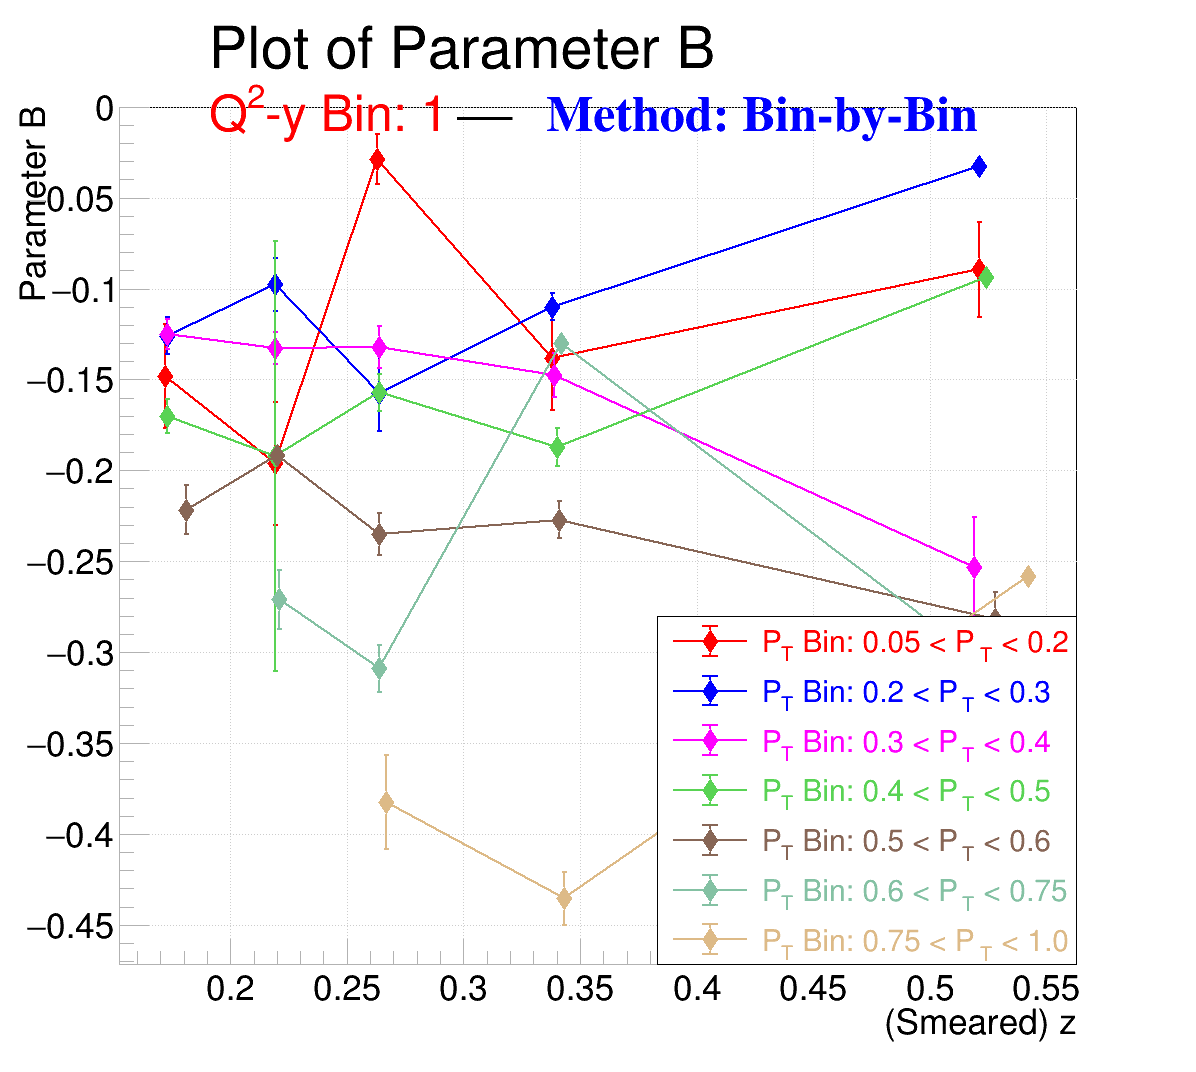 Plot of Parameter B
Q2-y Bin: 1 — Method: Bin-by-Bin
Parameter B
0
−0.05
−0.1
−0.15
−0.2
−0.25
−0.3
−0.35
−0.4
−0.45
PT Bin: 0.05 < PT < 0.2
PT Bin: 0.2 < PT < 0.3
PT Bin: 0.3 < PT < 0.4
PT Bin: 0.4 < PT < 0.5
PT Bin: 0.5 < PT < 0.6
PT Bin: 0.6 < PT < 0.75
PT Bin: 0.75 < PT < 1.0
0.2 0.25 0.3 0.35 0.4 0.45 0.5 0.55
(Smeared) z